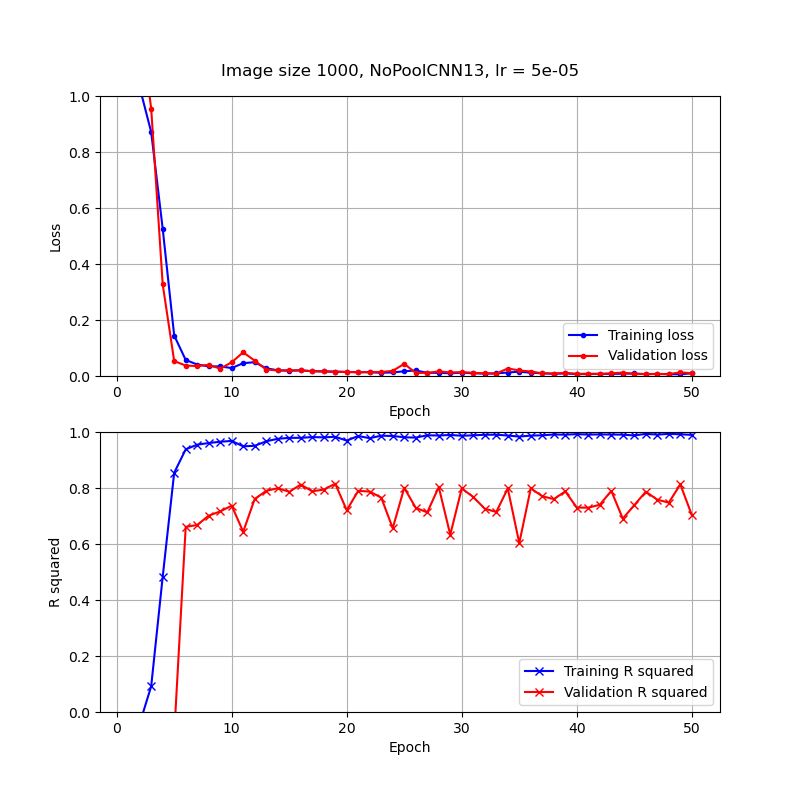 Image size 1000, NoPoolCNN13, lr = 5e-05
1.0
0.8
0.6
0.4
0.2
0.0
Loss
Training loss
Validation loss
0 10 20 30 40 50
Epoch
1.0
0.8
0.6
0.4
0.2
0.0
R squared
Training R squared
Validation R squared
0 10 20 30 40 50
Epoch